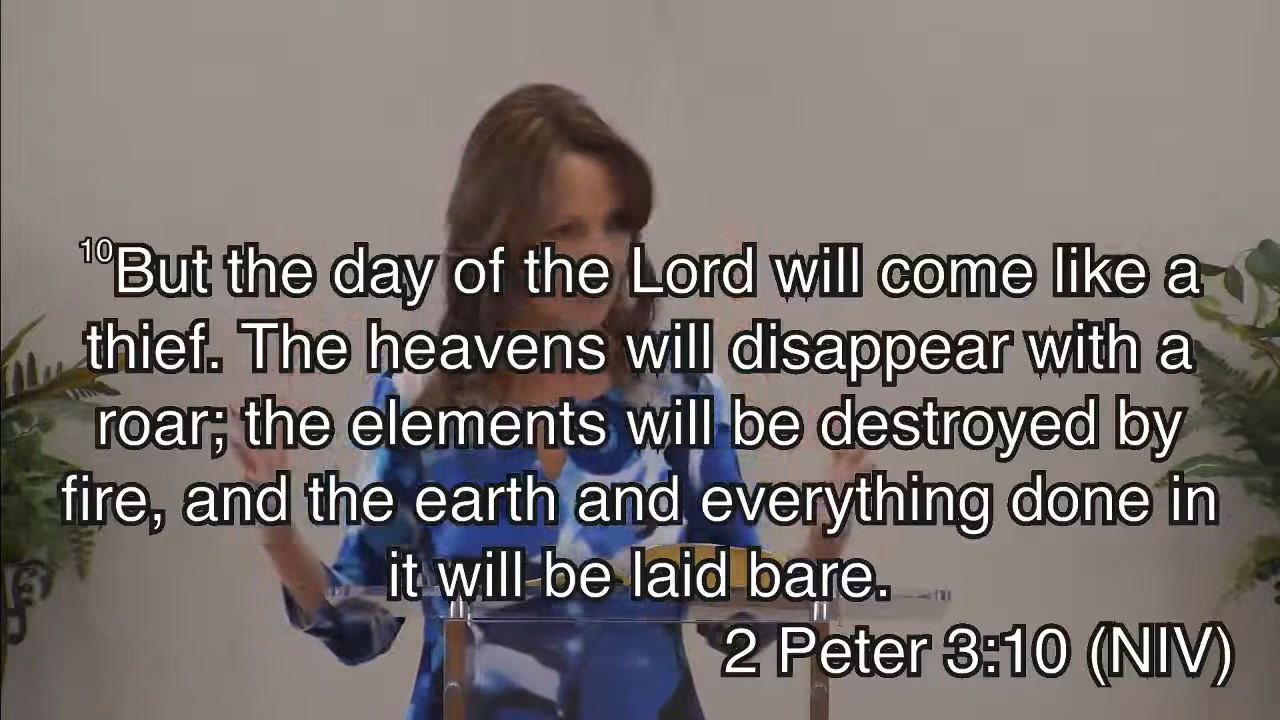 10But the day of the Lord will come like a
thief. The heavens will disappear with a
roar; the elements will be destroyed by
fire, and the earth and everything done in
it will be laid bare.
2 Peter 3:10 (NIV)